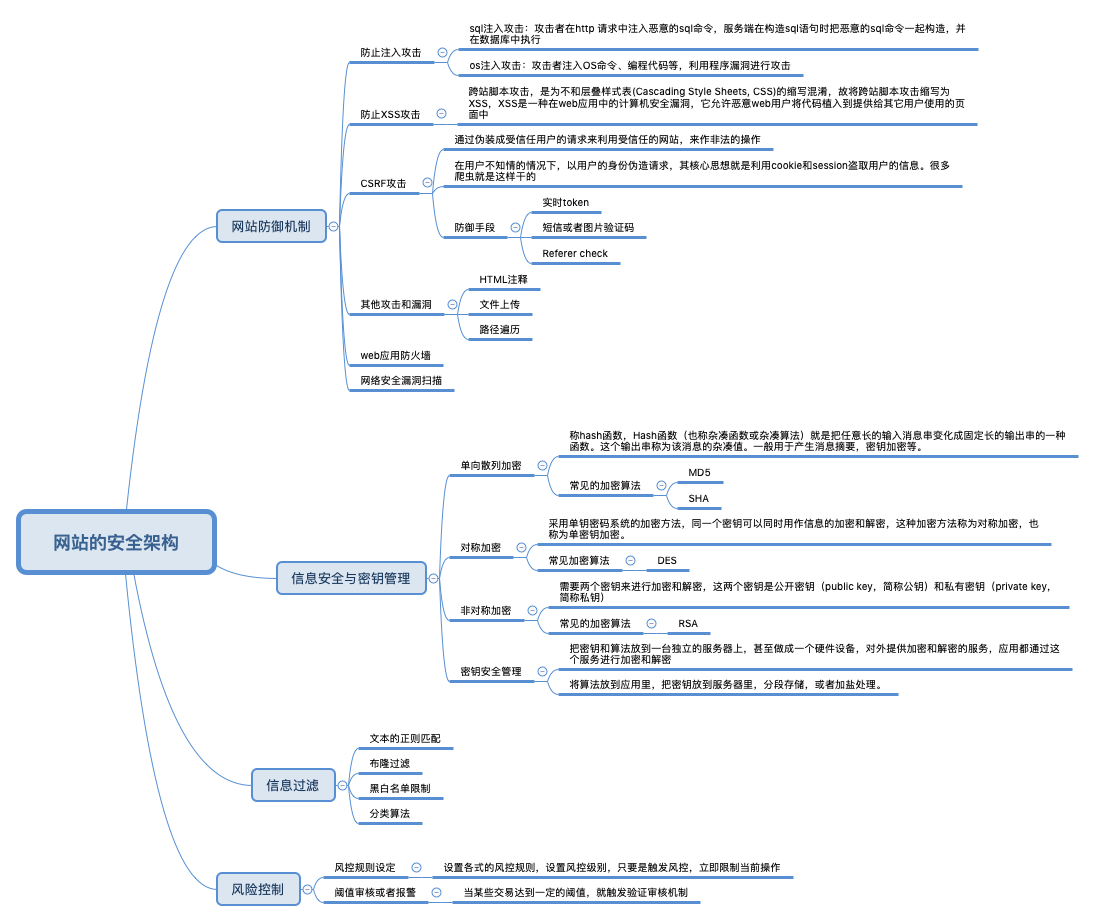 网站的安全架构
网站防御机制
防止注入攻击
sql注入攻击：攻击者在http 请求中注入恶意的sql命令，服务端在构造sql语句时把恶意的sql命令一起构造，并
在数据库中执行
os注入攻击：攻击者注入OS命令、编程代码等，利用程序漏洞进行攻击
防止XSS攻击
跨站脚本攻击，是为不和层叠样式表(Cascading Style Sheets, CSS)的缩写混淆，故将跨站脚本攻击缩写为
XSS，XSS是一种在web应用中的计算机安全漏洞，它允许恶意web用户将代码植入到提供给其它用户使用的页
面中
CSRF攻击
通过伪装成受信任用户的请求来利用受信任的网站，来作非法的操作
在用户不知情的情况下，以用户的身份伪造请求，其核心思想就是利用cookie和session盗取用户的信息。很多
爬虫就是这样干的
防御手段
实时token
短信或者图片验证码
Referer check
其他攻击和漏洞
HTML注释
文件上传
路径遍历
web应用防火墙
网络安全漏洞扫描
信息安全与密钥管理
单向散列加密
称hash函数，Hash函数（也称杂凑函数或杂凑算法）就是把任意长的输入消息串变化成固定长的输出串的一种
函数。这个输出串称为该消息的杂凑值。一般用于产生消息摘要，密钥加密等。
常见的加密算法
MD5
SHA
对称加密
采用单钥密码系统的加密方法，同一个密钥可以同时用作信息的加密和解密，这种加密方法称为对称加密，也
称为单密钥加密。
常见加密算法
DES
非对称加密
需要两个密钥来进行加密和解密，这两个密钥是公开密钥（public key，简称公钥）和私有密钥（private key，
简称私钥）
常见的加密算法
RSA
密钥安全管理
把密钥和算法放到一台独立的服务器上，甚至做成一个硬件设备，对外提供加密和解密的服务，应用都通过这
个服务进行加密和解密
将算法放到应用里，把密钥放到服务器里，分段存储，或者加盐处理。
信息过滤
文本的正则匹配
布隆过滤
黑白名单限制
分类算法
风险控制
风控规则设定
设置各式的风控规则，设置风控级别，只要是触发风控，立即限制当前操作
阈值审核或者报警
当某些交易达到一定的阈值，就触发验证审核机制